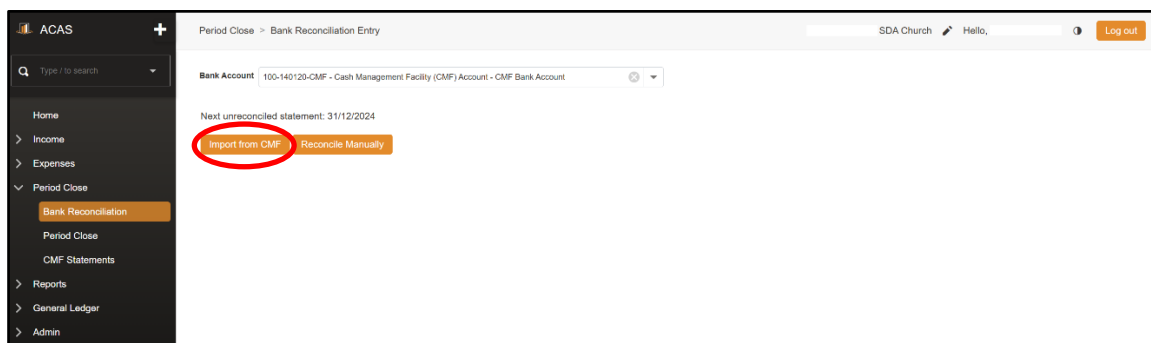 ACAS
+
Period Close > Bank Reconciliation Entry
SDA Church
Hello,
Log out
Type / to search
Bank Account
100-140120-CMF - Cash Management Facility (CMF) Account - CMF Bank Account
Home
Next unreconciled statement: 31/12/2024
Income
Import from CMF
Reconcile Manually
Expenses
Period Close
Bank Reconciliation
Period Close
CMF Statements
Reports
General Ledger
Admin